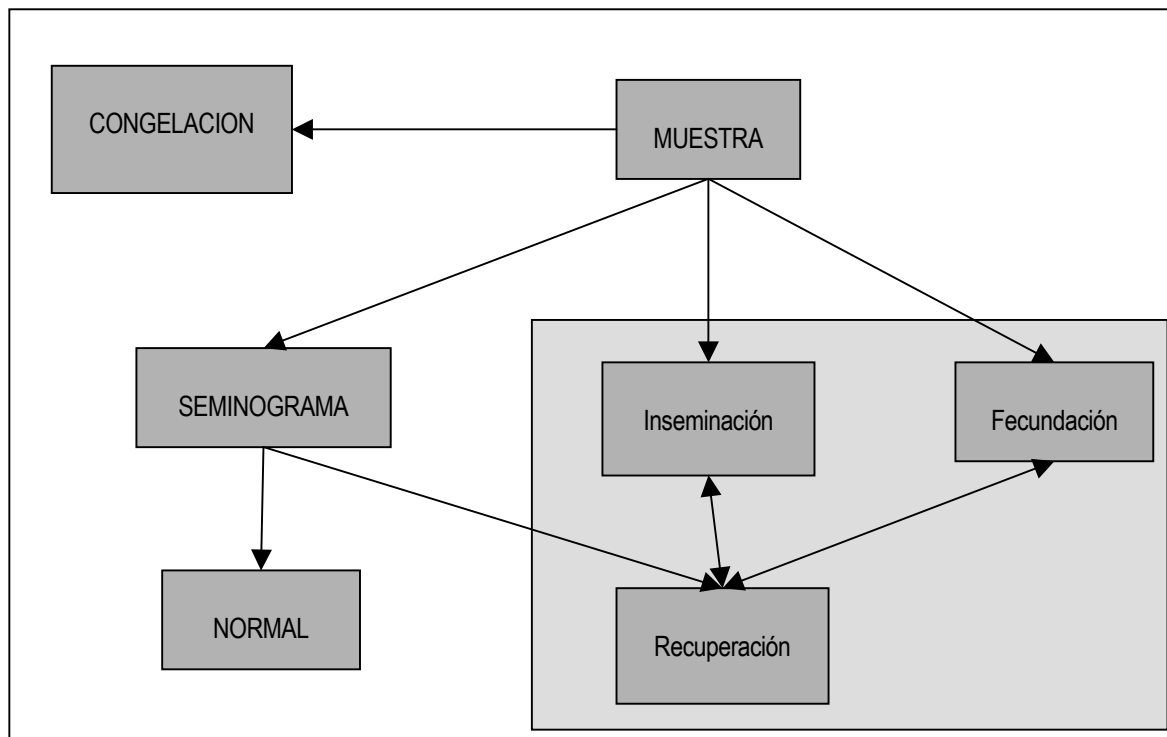 CONGELACION
MUESTRA
SEMINOGRAMA
Inseminación
Fecundación
NORMAL
Recuperación